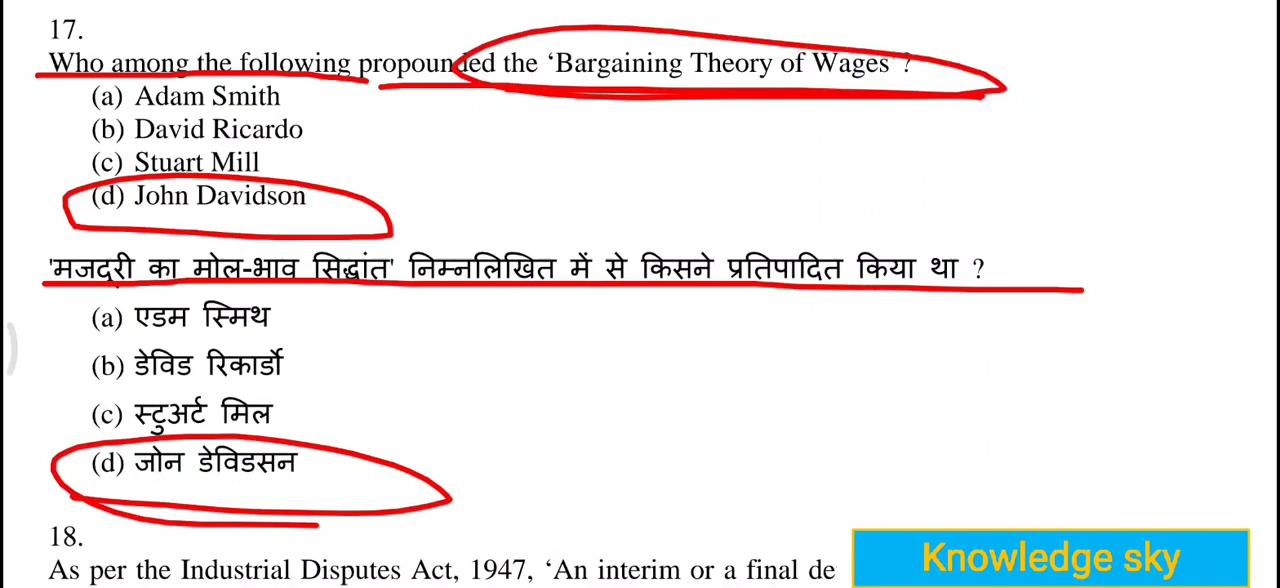 17.
Who among the following propounded the ‘Bargaining Theory of Wages’ ?
(a) Adam Smith
(b) David Ricardo
(c) Stuart Mill
(d) John Davidson
'मजदूरी का मोल-भाव सिद्धांत' निम्नलिखित में से किसने प्रतिपादित किया था ?
(a) एडम स्मिथ
(b) डेविड रिकार्डो
(c) स्टुअर्ट मिल
(d) जोन डेविडसन
18.
As per the Industrial Disputes Act, 1947, ‘An interim or a final de
Knowledge sky